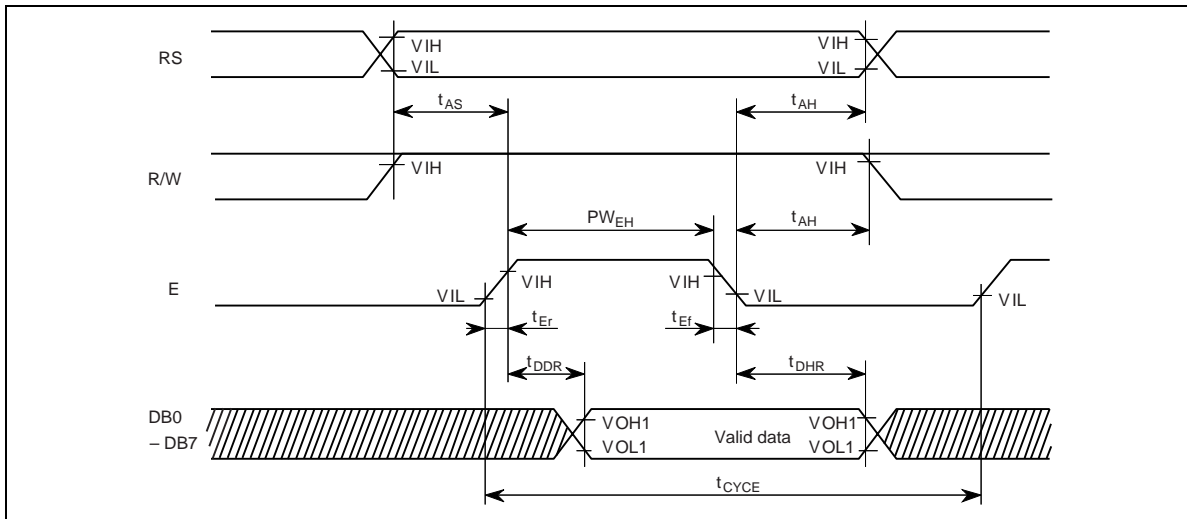 RS
VIH
VIL
VIH
VIL
tAS
tAH
R/W
VIH
VIH
PWEH
tAH
E
VIL
VIH
VIH
VIL
VIL
tEr
tEf
tDDR
tDHR
DB0
– DB7
VOH1
VOL1
Valid data
VOH1
VOL1
tCYCE